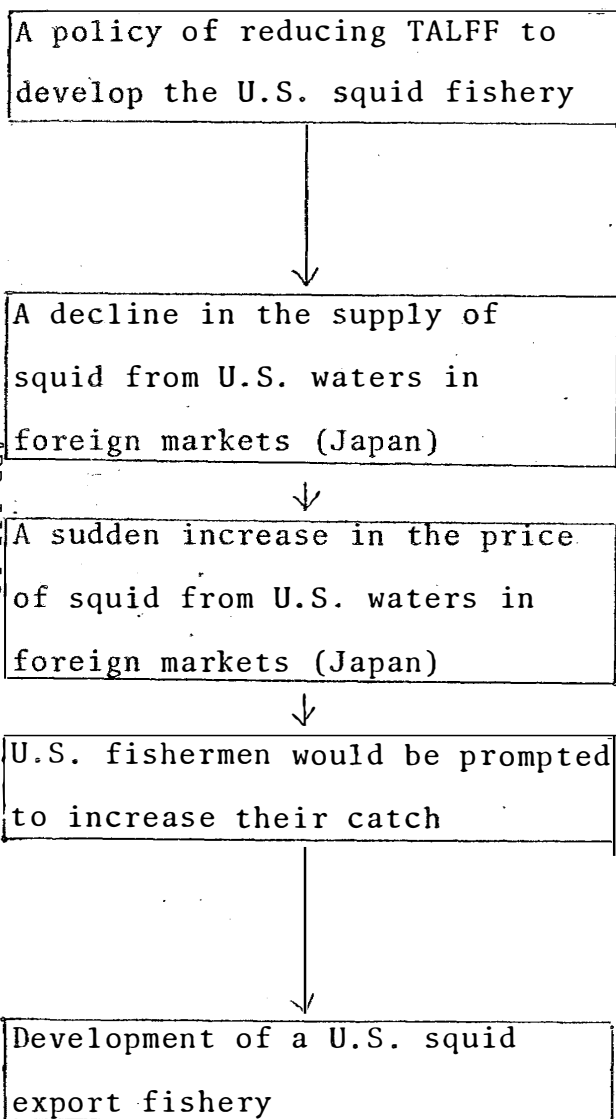 A policy of reducing TALFF to
develop the U.S. squid fishery
A decline in the supply of
squid from U.S. waters in
foreign markets (Japan)
A sudden increase in the price
of squid from U.S. waters in
foreign markets (Japan)
U.S. fishermen would be prompted
to increase their catch
Development of a U.S. squid
export fishery